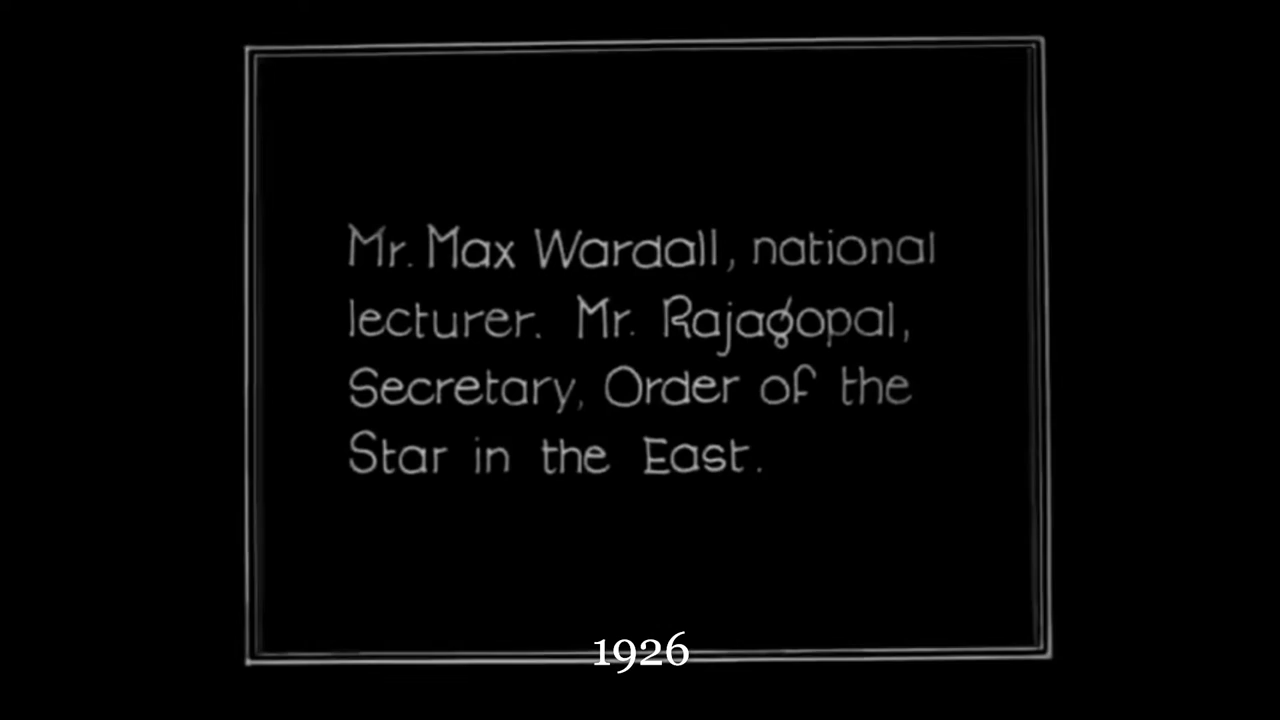 Mr. Max Wardall, national
lecturer. Mr. Rajagopal,
Secretary, Order of the
Star in the East.
1926